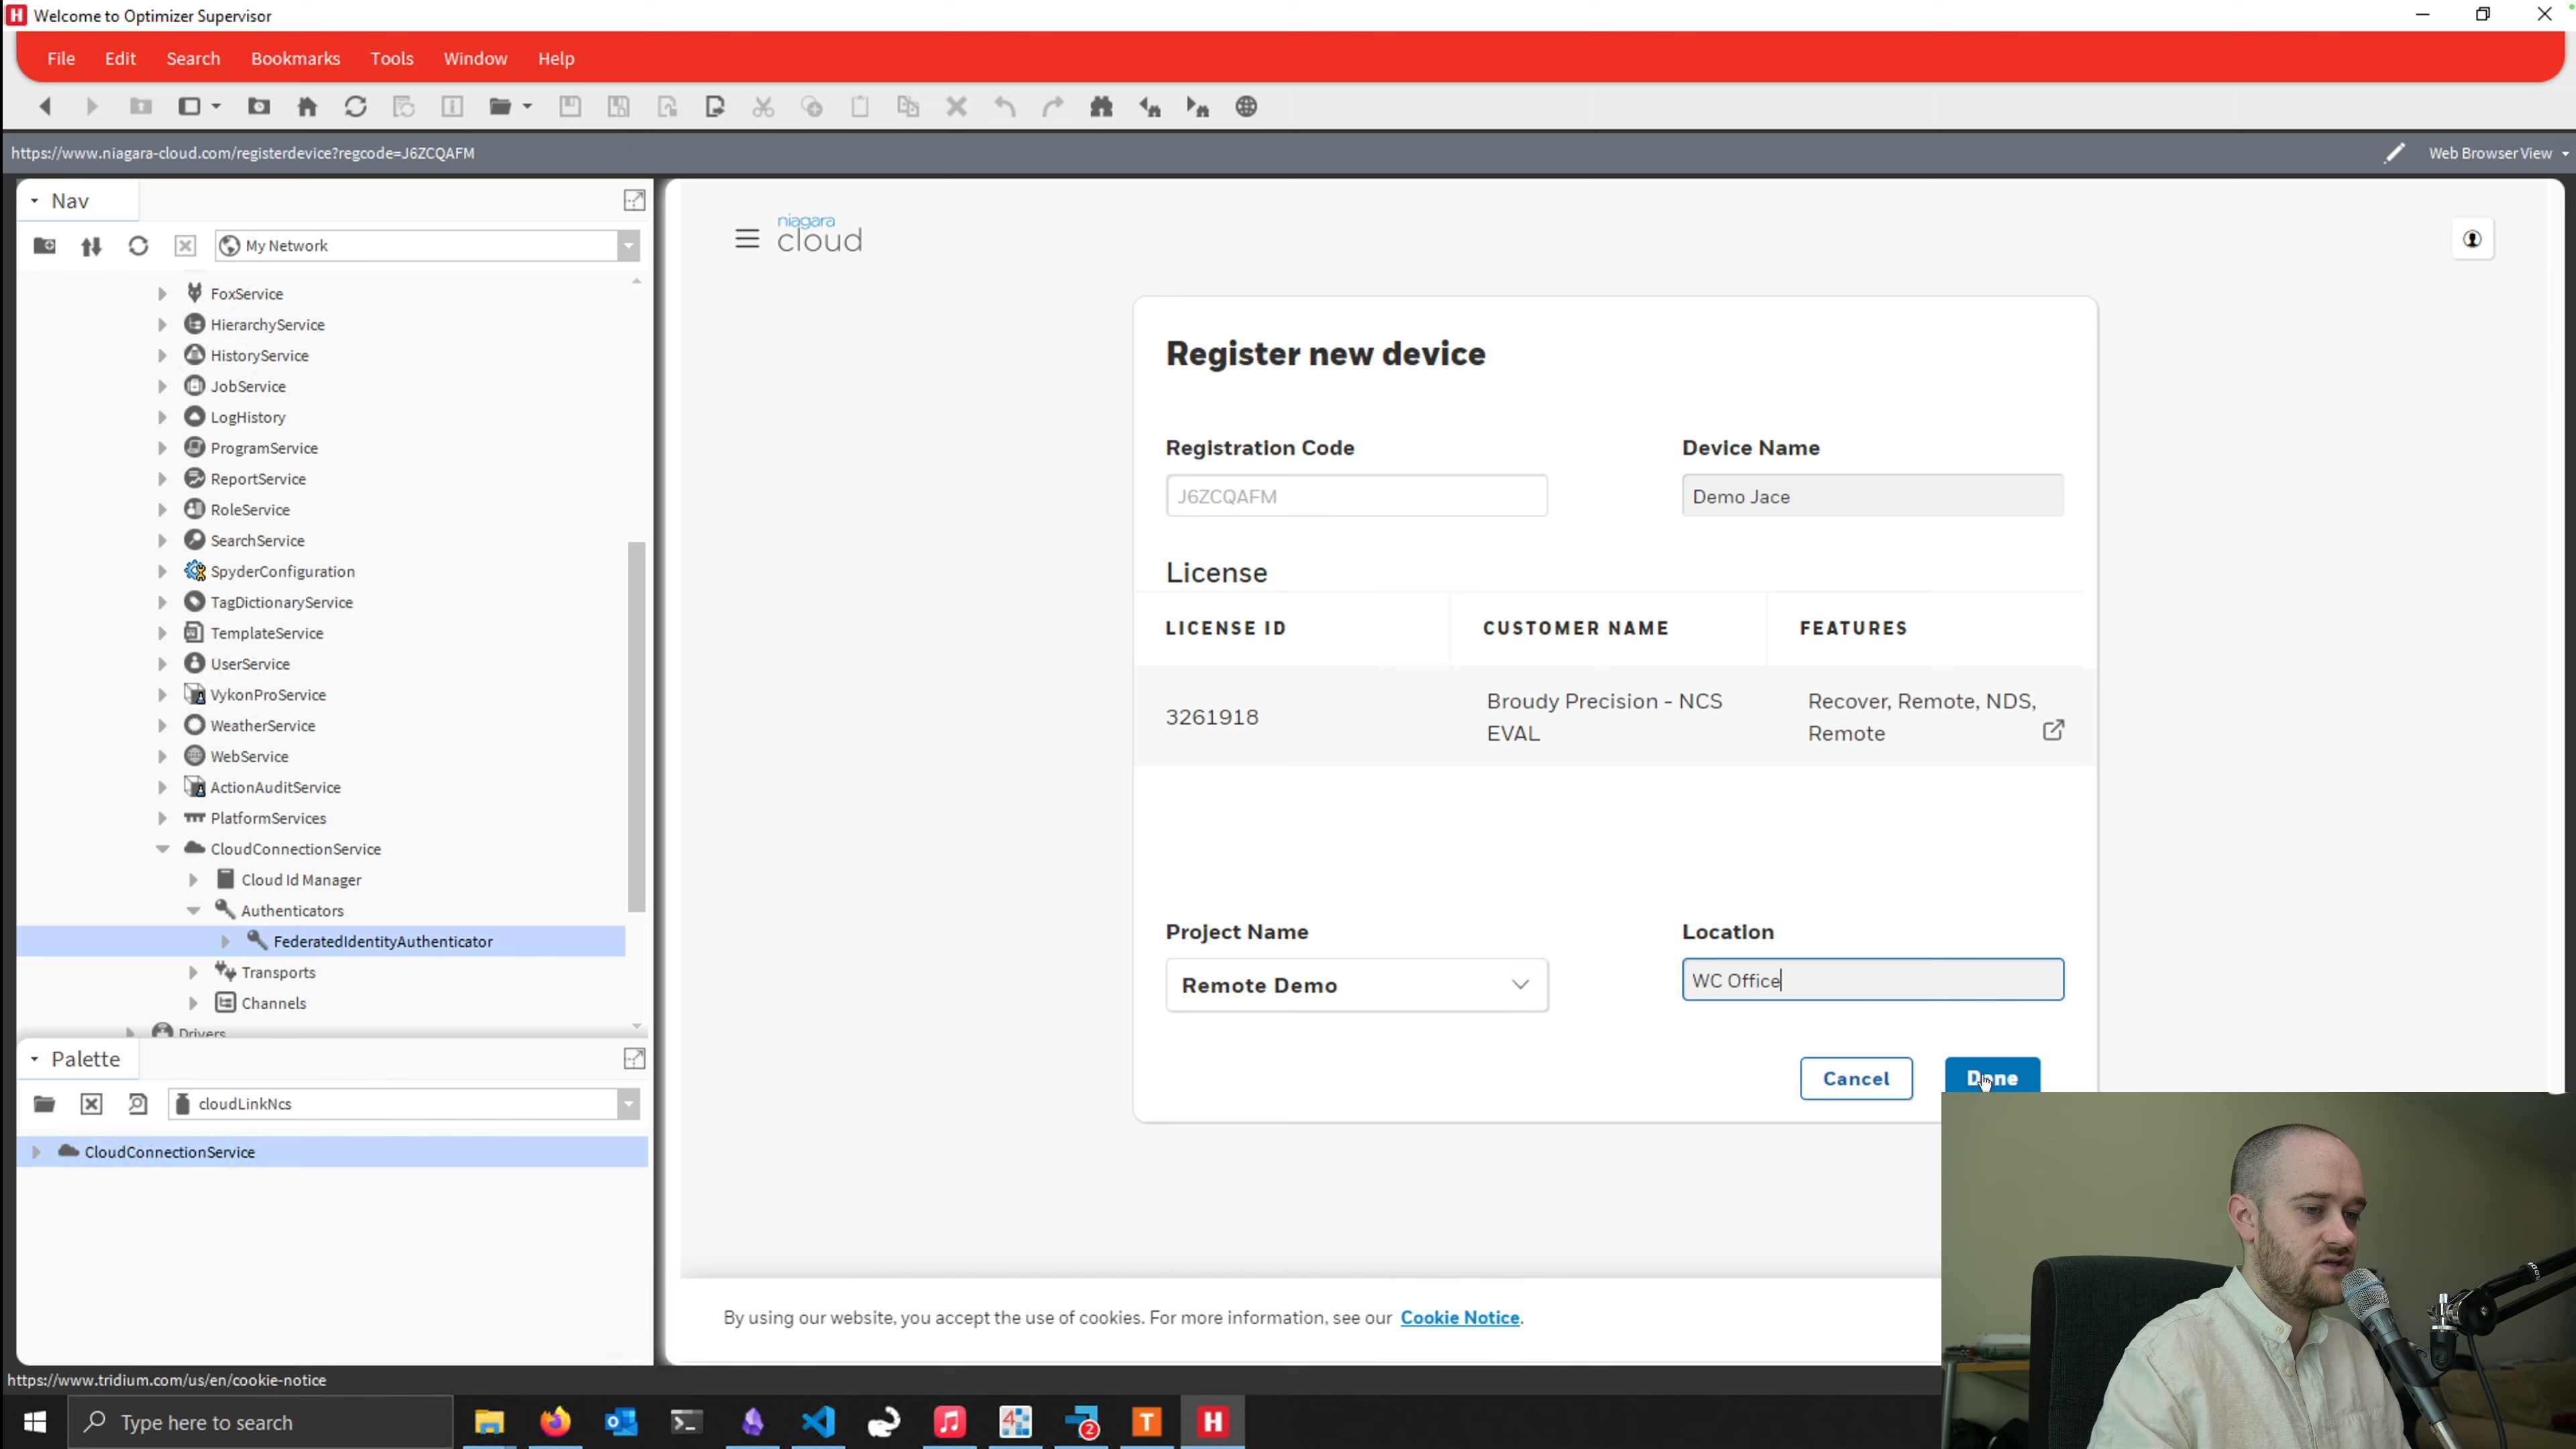 Welcome to Optimizer Supervisor
File Edit Search Bookmarks Tools Window Help
https://www.niagara-cloud.com/registerdevice?regcode=J6ZCQAFM
Web Browser View
Nav
My Network
FoxService
HierarchyService
HistoryService
JobService
LogHistory
ProgramService
ReportService
RoleService
SearchService
SpyderConfiguration
TagDictionaryService
TemplateService
UserService
VykonProService
WeatherService
WebService
ActionAuditService
PlatformServices
CloudConnectionService
Cloud Id Manager
Authenticators
FederatedIdentityAuthenticator
Transports
Channels
Drivers
Palette
cloudLinkNcs
CloudConnectionService
niagara
cloud
Register new device
Registration Code
J6ZCQAFM
Device Name
Demo Jace
License
LICENSE ID CUSTOMER NAME FEATURES
3261918
Broudy Precision - NCS
EVAL
Recover, Remote, NDS,
Remote
Project Name
Remote Demo
Location
WC Office
Cancel
Done
By using our website, you accept the use of cookies. For more information, see our Cookie Notice.
https://www.tridium.com/us/en/cookie-notice
Type here to search
4
2
T
H